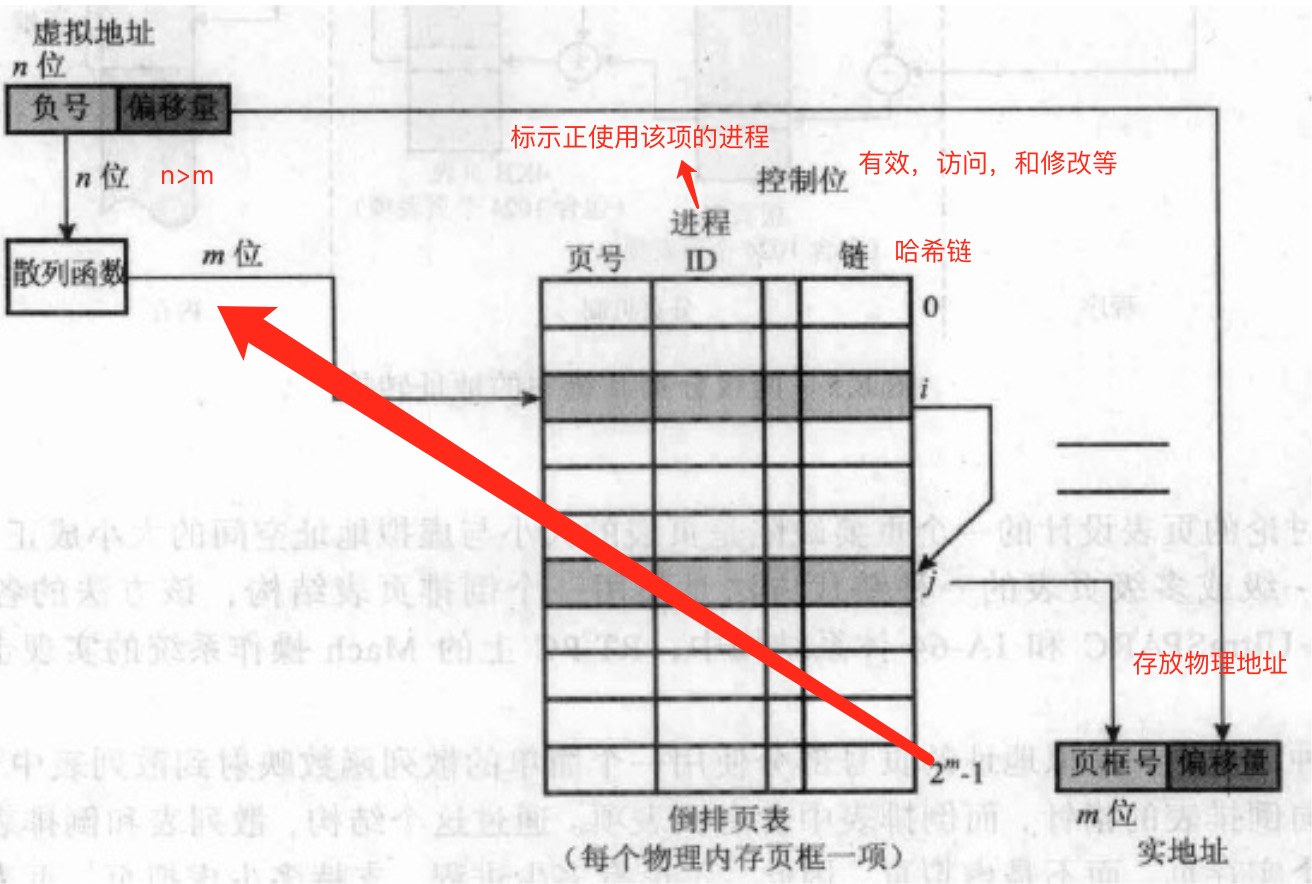 虚拟地址
n 位
负号 偏移量
标示正使用该项的进程
n 位 n>m
控制位 有效，访问，和修改等
进程
页号 ID 链 哈希链
散列函数 m 位
0
i
j
存放物理地址
2^m-1
页框号 偏移量
m 位
实地址
倒排页表
（每个物理内存页框一项）